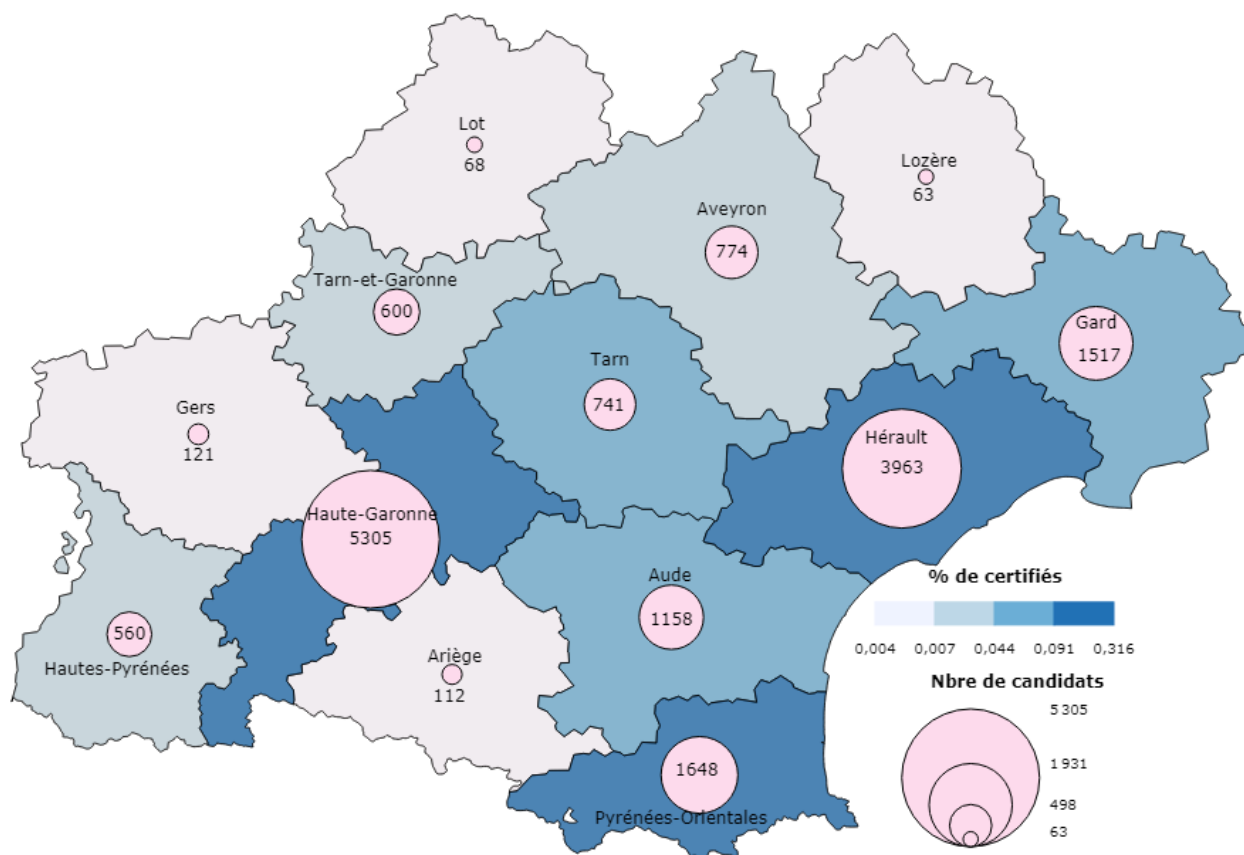 Lot
68
Lozère
63
Aveyron
774
Tarn-et-Garonne
600
Gard
1517
Tarn
741
Gers
121
Hérault
3963
Haute-Garonne
5305
Aude
1158
560
Hautes-Pyrénées
Ariège
112
1648
Pyrénées-Orientales
% de certifiés
0,004 0,007 0,044 0,091 0,316
Nbre de candidats
5 305
1 931
498
63